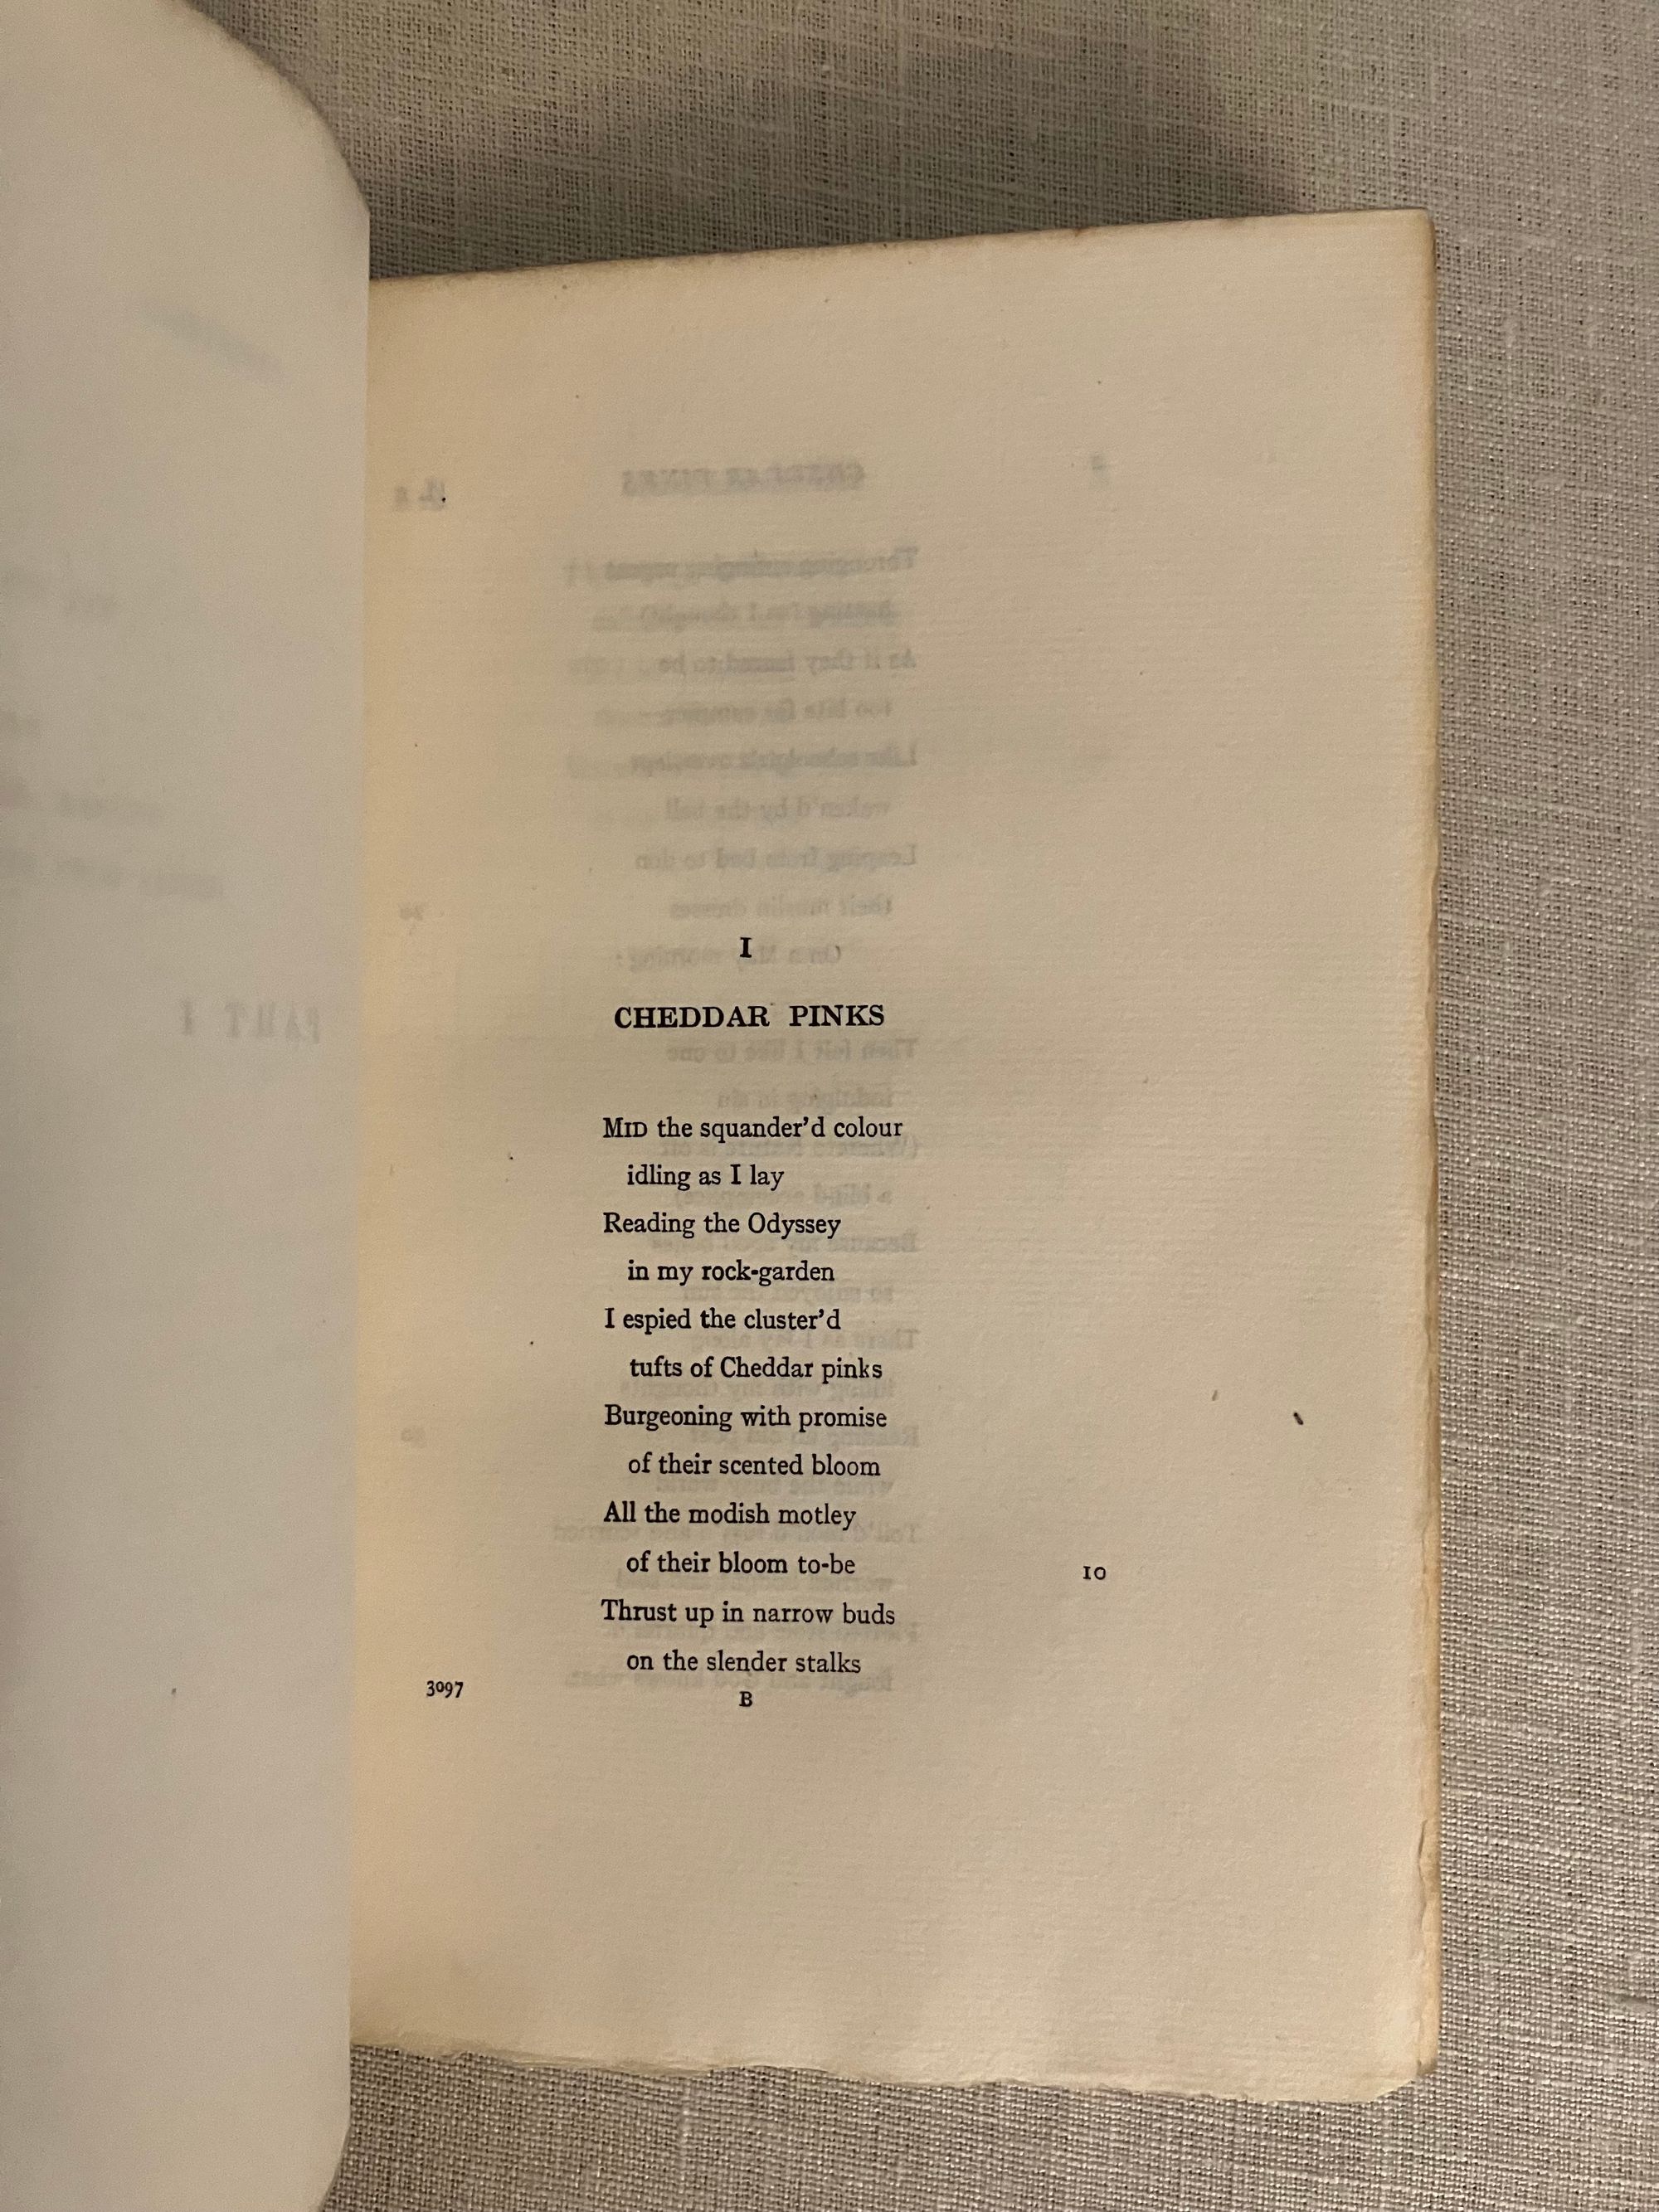 I
CHEDDAR PINKS
MID the squander’d colour
idling as I lay
Reading the Odyssey
in my rock-garden
I espied the cluster’d
tufts of Cheddar pinks
Burgeoning with promise
of their scented bloom
All the modish motley
of their bloom to-be
10
Thrust up in narrow buds
on the slender stalks
3097
B
PART I